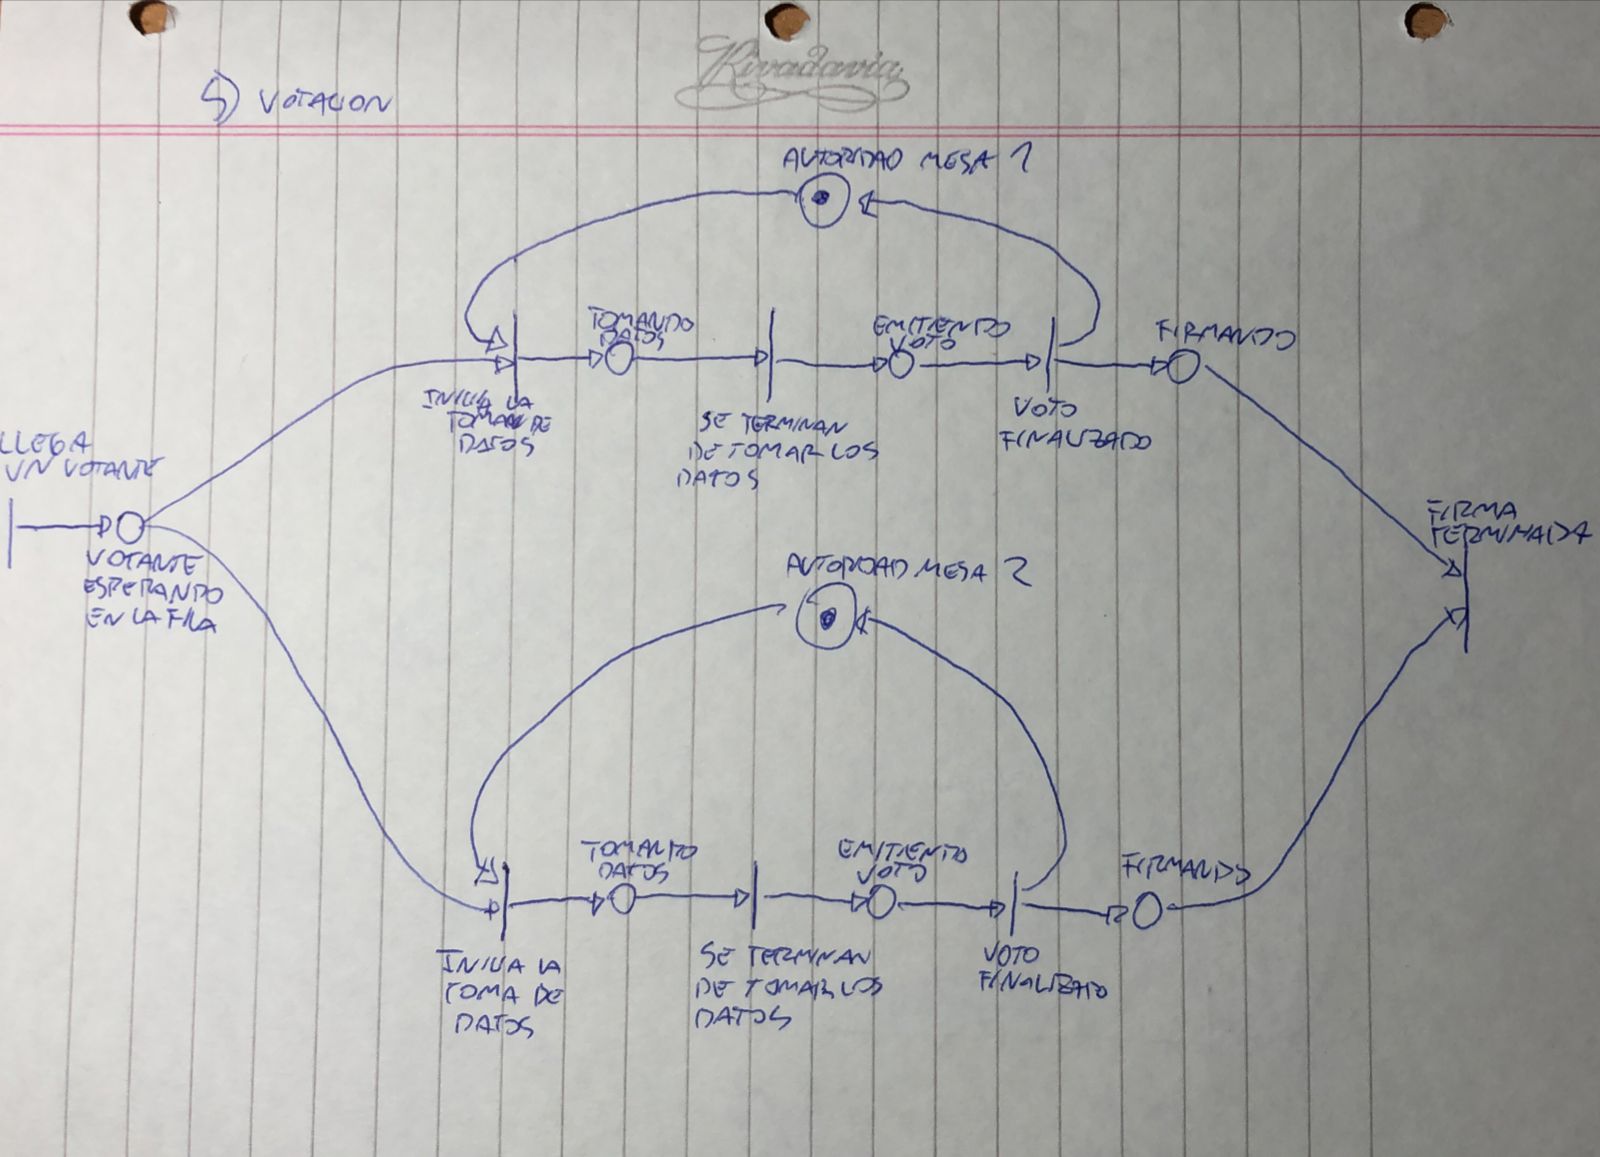 Rivadavia
5) VOTACION
AUTORIDAD MESA 1
TOMANDO
DATOS
EMITIENDO
VOTO
FIRMANDO
INICIA LA
TOMA DE
DATOS
SE TERMINAN
DE TOMAR LOS
DATOS
VOTO
FINALIZADO
LLEGA
UN VOTANTE
VOTANTE
ESPERANDO
EN LA FILA
FIRMA
TERMINADA
AUTORIDAD MESA 2
TOMANDO
DATOS
EMITIENDO
VOTO
FIRMANDO
INICIA LA
TOMA DE
DATOS
SE TERMINAN
DE TOMAR LOS
DATOS
VOTO
FINALIZADO